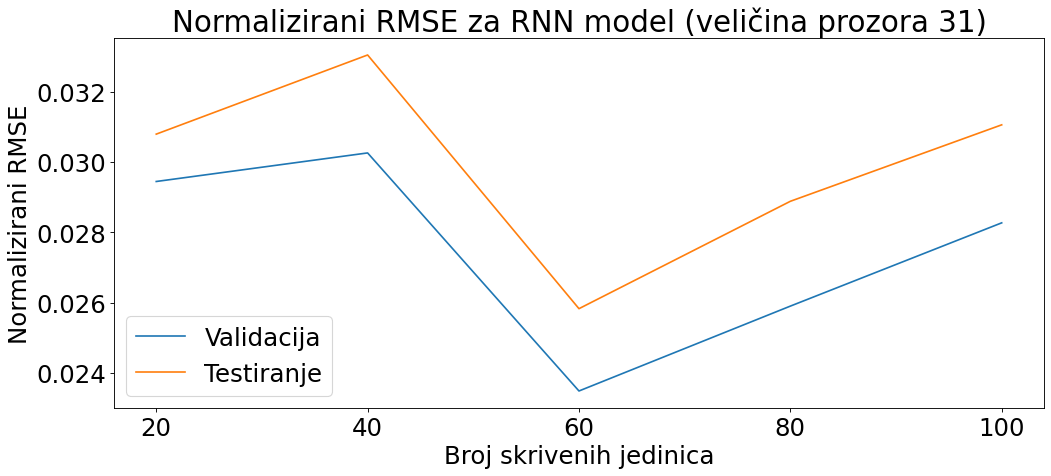 Normalizirani RMSE za RNN model (veličina prozora 31)
Normalizirani RMSE
0.032
0.030
0.028
0.026
0.024
Validacija
Testiranje
20 40 60 80 100
Broj skrivenih jedinica